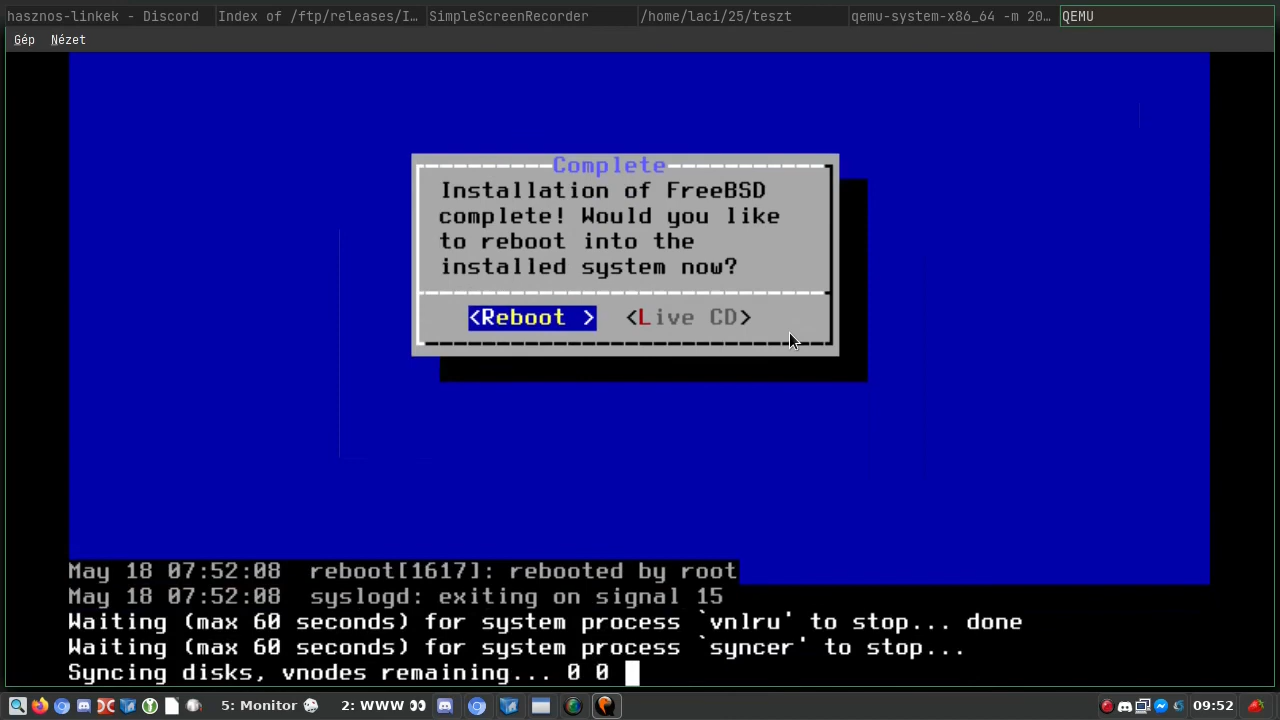 hasznos-linkek - Discord
Index of /ftp/releases/I…
SimpleScreenRecorder
/home/laci/25/teszt
qemu-system-x86_64 -m 20…
QEMU
Gép Nézet
Complete
Installation of FreeBSD
complete! Would you like
to reboot into the
installed system now?
<Reboot > <Live CD>
May 18 07:52:08 reboot[1617]: rebooted by root
May 18 07:52:08 syslogd: exiting on signal 15
Waiting (max 60 seconds) for system process `vnlru' to stop... done
Waiting (max 60 seconds) for system process `syncer' to stop...
Syncing disks, vnodes remaining... 0 0
5: Monitor 2: WWW 09:52